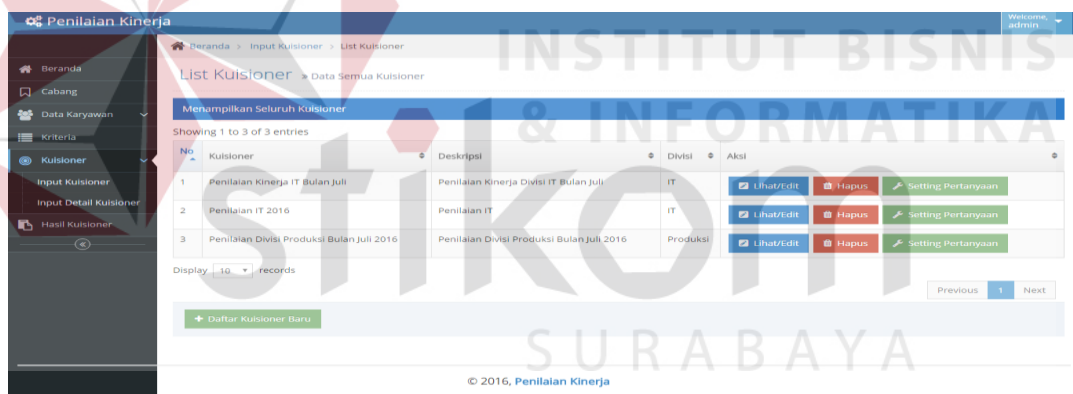 Penilaian Kinerja
Welcome, admin
Beranda > Input Kuisioner > List Kuisioner
Beranda
Cabang
Data Karyawan
Kriteria
Kuisioner
Input Kuisioner
Input Detail Kuisioner
Hasil Kuisioner
List Kuisioner » Data Semua Kuisioner
Menampilkan Seluruh Kuisioner
Showing 1 to 3 of 3 entries
No Kuisioner Deskripsi Divisi Aksi
1 Penilaian Kinerja IT Bulan Juli Penilaian Kinerja Divisi IT Bulan Juli IT Lihat/Edit Hapus Setting Pertanyaan
2 Penilaian IT 2016 Penilaian IT IT Lihat/Edit Hapus Setting Pertanyaan
3 Penilaian Divisi Produksi Bulan Juli 2016 Penilaian Divisi Produksi Bulan Juli 2016 Produksi Lihat/Edit Hapus Setting Pertanyaan
Display 10 records
Previous 1 Next
+ Daftar Kuisioner Baru
© 2016, Penilaian Kinerja
INSTITUT BISNIS
& INFORMATIKA
stikom
SURABAYA